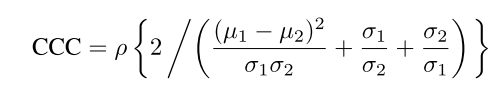 CCC = ρ { 2 / ( (μ₁ − μ₂)² / σ₁σ₂ + σ₁ / σ₂ + σ₂ / σ₁ ) }